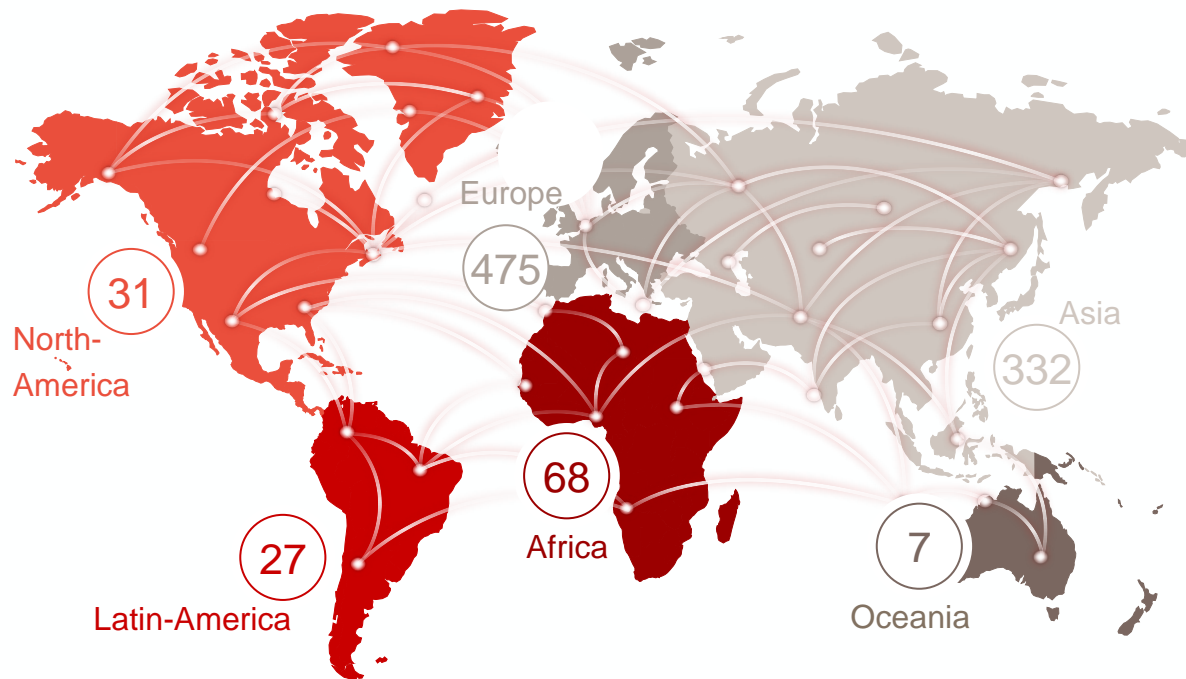 Europe
475
31
North-
America
Asia
332
68
Africa
27
Latin-America
7
Oceania